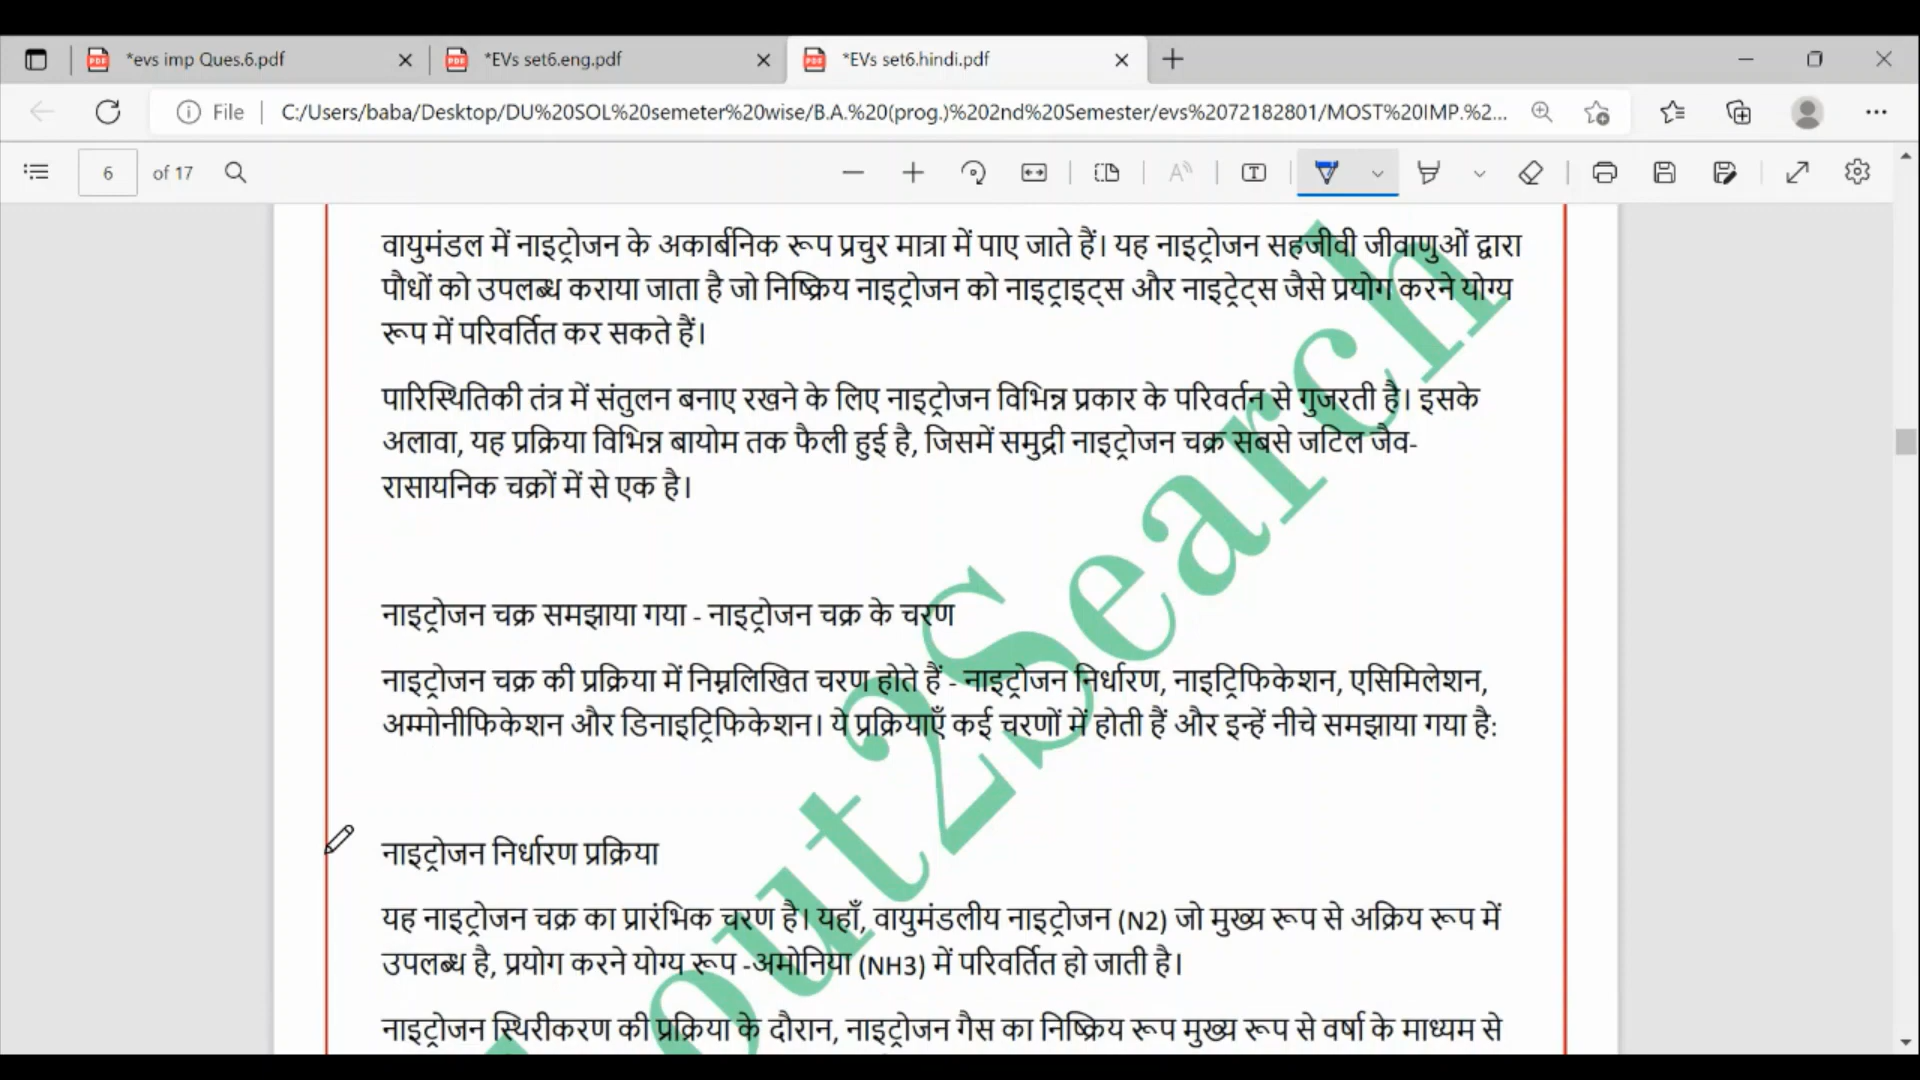 *evs imp Ques.6.pdf
*EVs set6.eng.pdf
*EVs set6.hindi.pdf
File
C:/Users/baba/Desktop/DU%20SOL%20semeter%20wise/B.A.%20(prog.)%202nd%20Semester/evs%2072182801/MOST%20IMP.%2...
6 of 17
वायुमंडल में नाइट्रोजन के अकार्बनिक रूप प्रचुर मात्रा में पाए जाते हैं। यह नाइट्रोजन सहजीवी जीवाणुओं द्वारा
पौधों को उपलब्ध कराया जाता है जो निष्क्रिय नाइट्रोजन को नाइट्राइट्स और नाइट्रेट्स जैसे प्रयोग करने योग्य
रूप में परिवर्तित कर सकते हैं।
पारिस्थितिकी तंत्र में संतुलन बनाए रखने के लिए नाइट्रोजन विभिन्न प्रकार के परिवर्तन से गुजरती है। इसके
अलावा, यह प्रक्रिया विभिन्न बायोम तक फैली हुई है, जिसमें समुद्री नाइट्रोजन चक्र सबसे जटिल जैव-
रासायनिक चक्रों में से एक है।
नाइट्रोजन चक्र समझाया गया - नाइट्रोजन चक्र के चरण
नाइट्रोजन चक्र की प्रक्रिया में निम्नलिखित चरण होते हैं - नाइट्रोजन निर्धारण, नाइट्रिफिकेशन, एसिमिलेशन,
अम्मोनीफिकेशन और डिनाइट्रिफिकेशन। ये प्रक्रियाएँ कई चरणों में होती हैं और इन्हें नीचे समझाया गया है:
नाइट्रोजन निर्धारण प्रक्रिया
यह नाइट्रोजन चक्र का प्रारंभिक चरण है। यहाँ, वायुमंडलीय नाइट्रोजन (N2) जो मुख्य रूप से अक्रिय रूप में
उपलब्ध है, प्रयोग करने योग्य रूप -अमोनिया (NH3) में परिवर्तित हो जाती है।
नाइट्रोजन स्थिरीकरण की प्रक्रिया के दौरान, नाइट्रोजन गैस का निष्क्रिय रूप मुख्य रूप से वर्षा के माध्यम से
out2Search